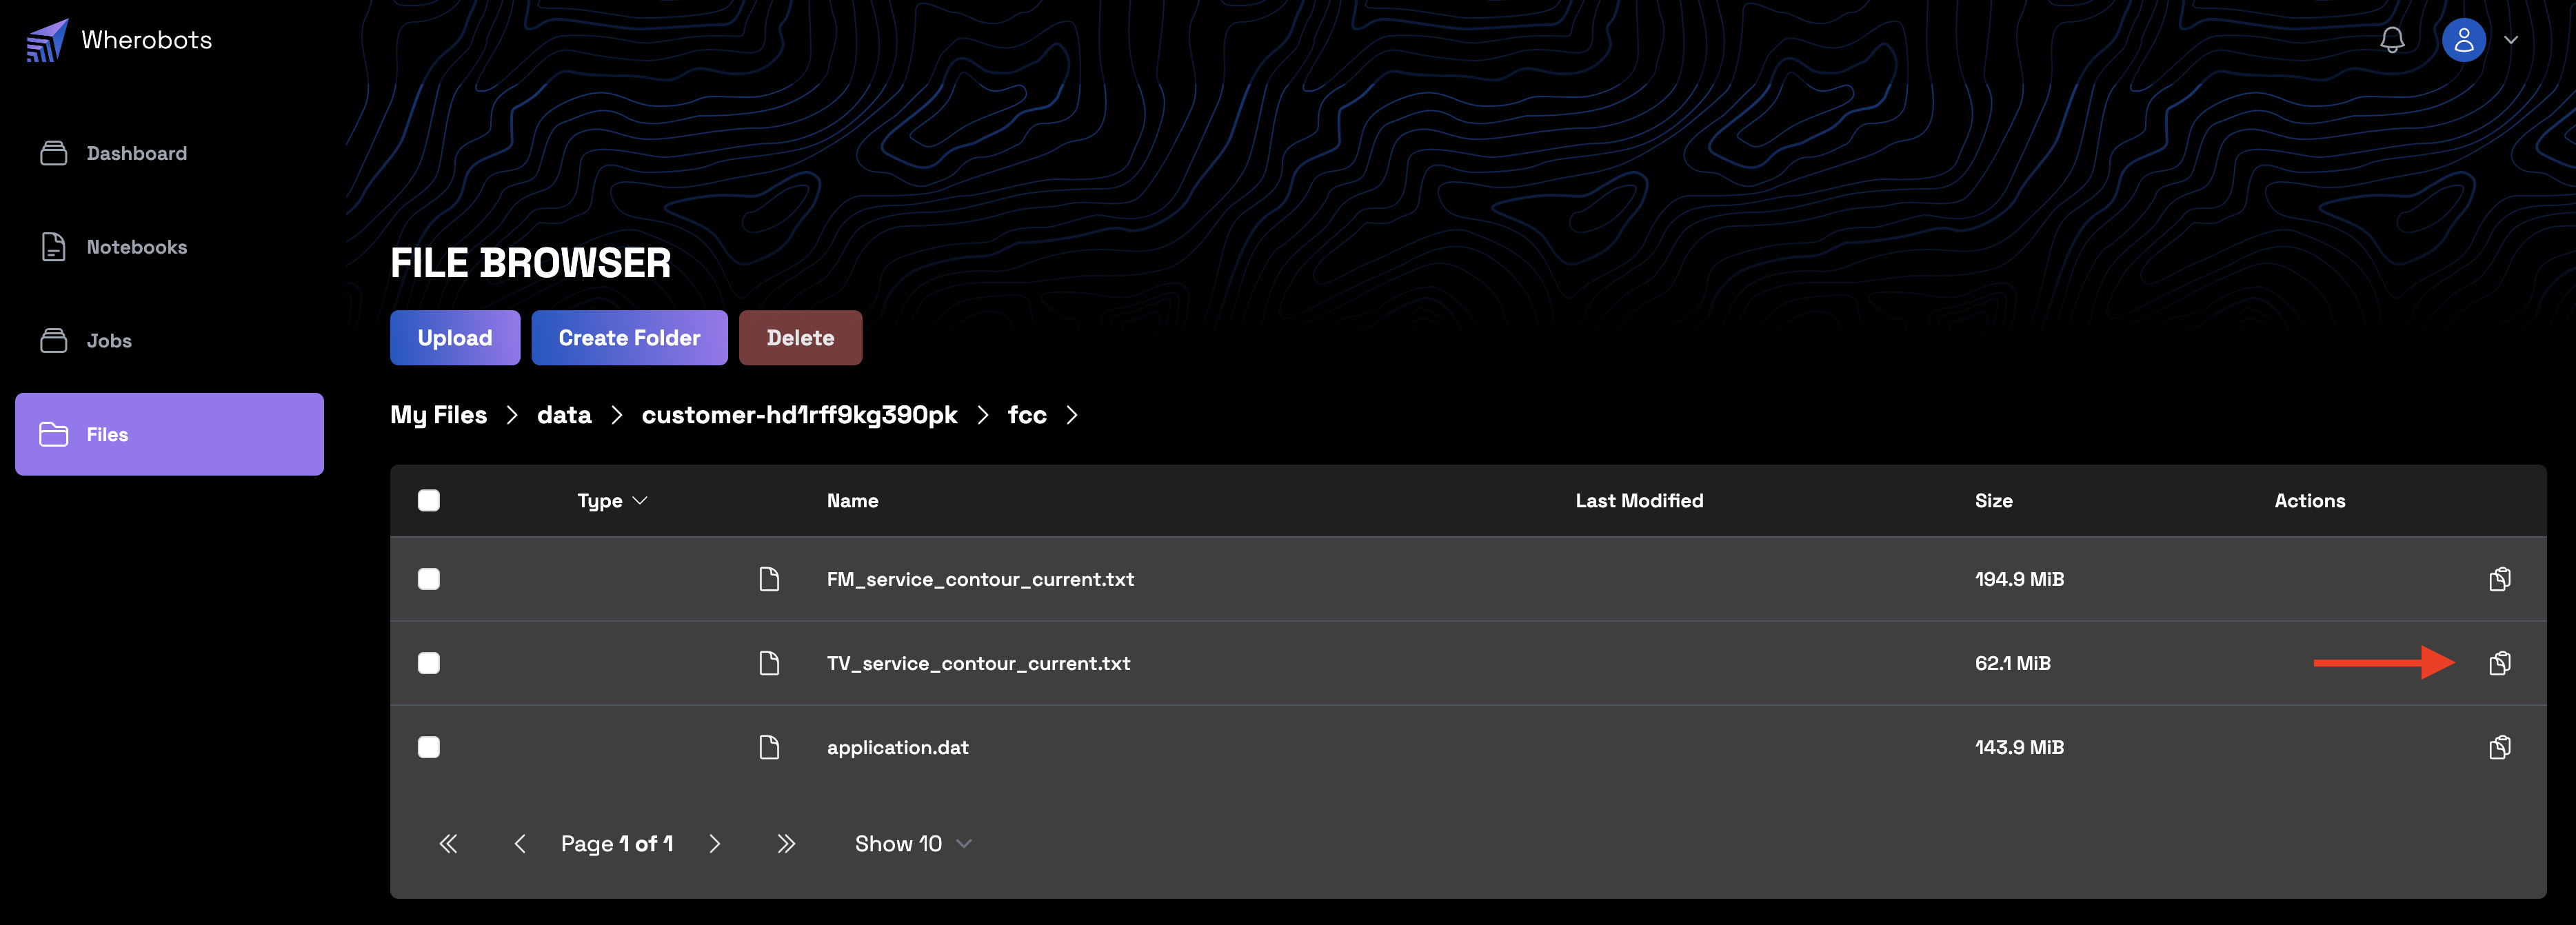 Wherobots
Dashboard
Notebooks
Jobs
Files
FILE BROWSER
Upload Create Folder Delete
My Files data customer-hd1rff9kg390pk fcc
Type Name Last Modified Size Actions
FM_service_contour_current.txt 194.9 MiB
TV_service_contour_current.txt 62.1 MiB
application.dat 143.9 MiB
Page 1 of 1 Show 10